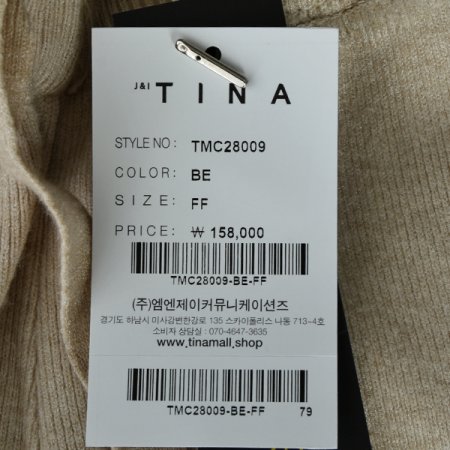 J&I TINA
STYLE NO: TMC28009
COLOR: BE
SIZE: FF
PRICE: ₩ 158,000
TMC28009-BE-FF
(주)엠엔제이커뮤니케이션즈
경기도 하남시 미사강변한강로 135 스카이폴리스 나동 713-4호
소비자 상담실 : 070-4647-3635
www.tinamall.shop
TMC28009-BE-FF 79